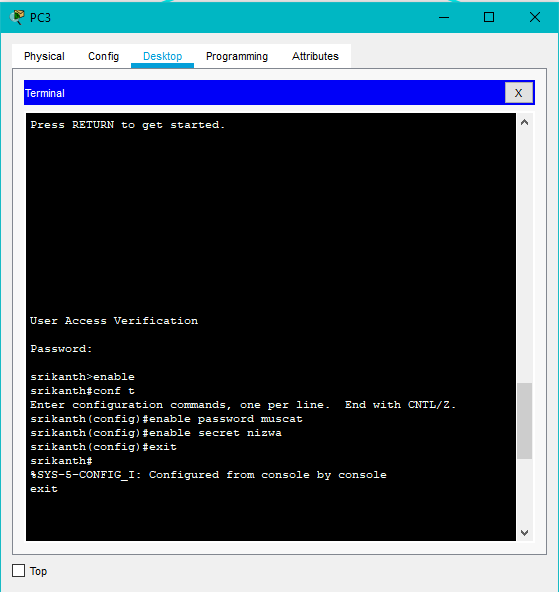 PC3
Physical Config Desktop Programming Attributes
Terminal X
Press RETURN to get started.
User Access Verification
Password:
srikanth>enable
srikanth#conf t
Enter configuration commands, one per line.  End with CNTL/Z.
srikanth(config)#enable password muscat
srikanth(config)#enable secret nizwa
srikanth(config)#exit
srikanth#
%SYS-5-CONFIG_I: Configured from console by console
exit
Top